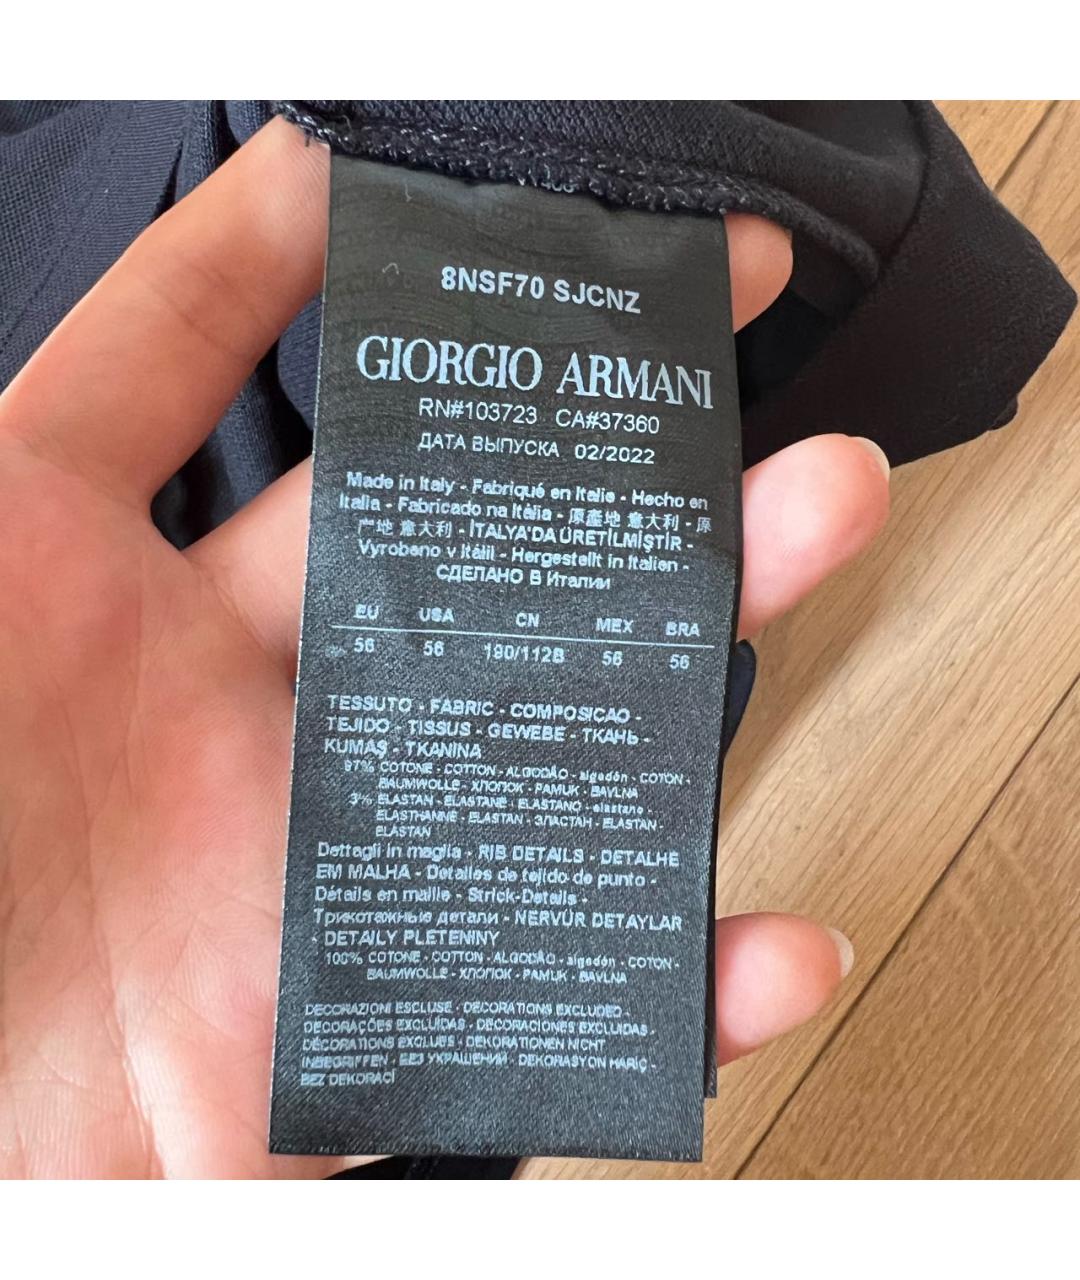 8NSF70 SJCNZ
GIORGIO ARMANI
RN#103723 CA#37360
ДАТА ВЫПУСКА 02/2022
Made in Italy - Fabriqué en Italie - Hecho en
Italia - Fabricado na Itália - 原產地 意大利 - 原
产地 意大利 - İTALYA'DA ÜRETİLMİŞTİR -
Vyrobeno v Itálii - Hergestellt in Italien -
СДЕЛАНО В Италии
EU USA CN MEX BRA
56 56 190/112B 56 56
TESSUTO - FABRIC - COMPOSICAO -
TEJIDO - TISSUS - GEWEBE - ТКАНЬ -
KUMAŞ - TKANINA
97% COTONE - COTTON - ALGODÃO - algodón - COTON -
BAUMWOLLE - ХЛОПОК - PAMUK - BAVLNA
3% ELASTAN - ELASTANE - ELASTANO - elastano -
ELASTHANNE - ELASTAN - ЭЛАСТАН - ELASTAN -
ELASTAN
Dettagli in maglia - RIB DETAILS - DETALHE
EM MALHA - Detalles de tejido de punto -
Détails en maille - Strick-Details -
Трикотажные детали - NERVÜR DETAYLAR
- DETAILY PLETENINY
100% COTONE - COTTON - ALGODÃO - algodón - COTON -
BAUMWOLLE - ХЛОПОК - PAMUK - BAVLNA
DECORAZIONI ESCLUSE - DECORATIONS EXCLUDED -
DECORAÇÕES EXCLUÍDAS - DECORACIONES EXCLUIDAS -
DÉCORATIONS EXCLUES - DEKORATIONEN NICHT
INBEGRIFFEN - БЕЗ УКРАШЕНИЙ - DEKORASYON HARİÇ -
BEZ DEKORACÍ